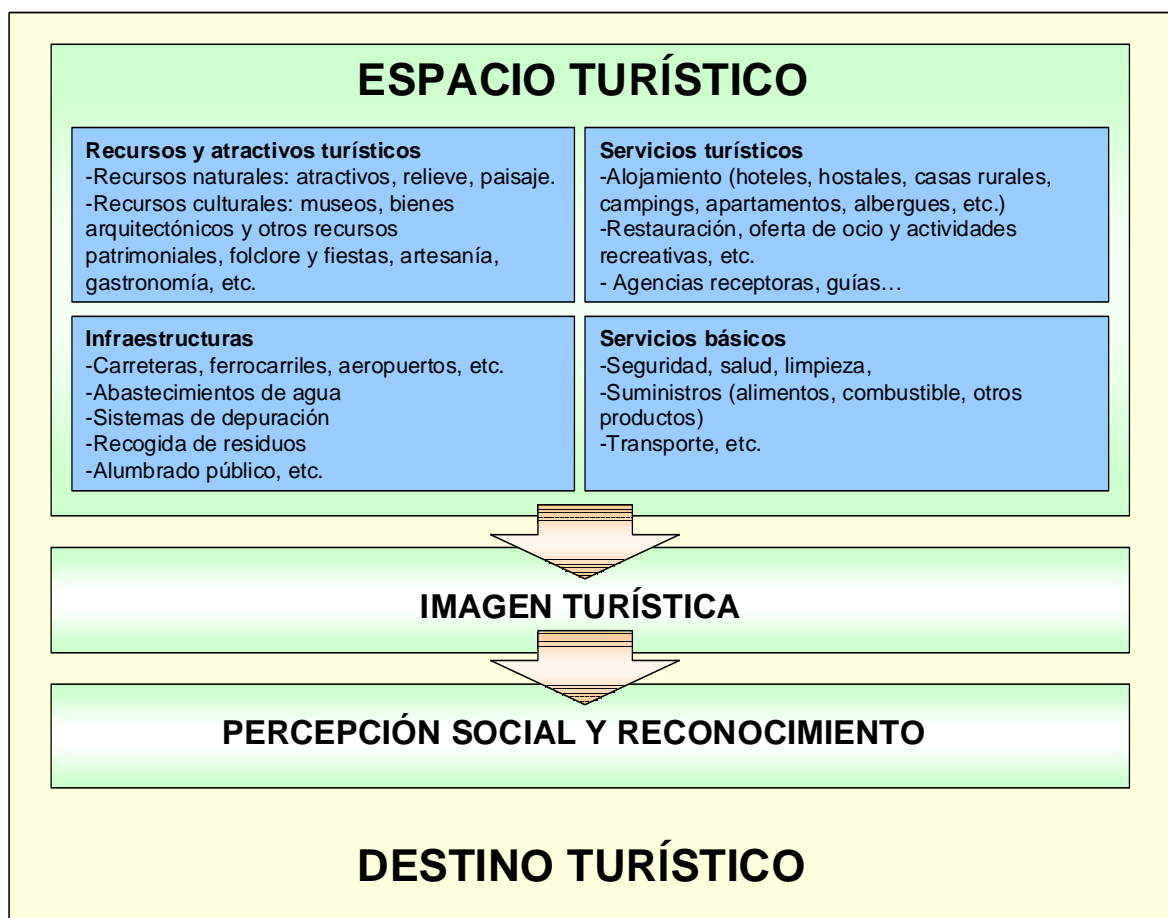 ESPACIO TURÍSTICO
Recursos y atractivos turísticos
-Recursos naturales: atractivos, relieve, paisaje.
-Recursos culturales: museos, bienes
arquitectónicos y otros recursos
patrimoniales, folclore y fiestas, artesanía,
gastronomía, etc.
Servicios turísticos
-Alojamiento (hoteles, hostales, casas rurales,
campings, apartamentos, albergues, etc.)
-Restauración, oferta de ocio y actividades
recreativas, etc.
- Agencias receptoras, guías…
Infraestructuras
-Carreteras, ferrocarriles, aeropuertos, etc.
-Abastecimientos de agua
-Sistemas de depuración
-Recogida de residuos
-Alumbrado público, etc.
Servicios básicos
-Seguridad, salud, limpieza,
-Suministros (alimentos, combustible, otros
productos)
-Transporte, etc.
IMAGEN TURÍSTICA
PERCEPCIÓN SOCIAL Y RECONOCIMIENTO
DESTINO TURÍSTICO